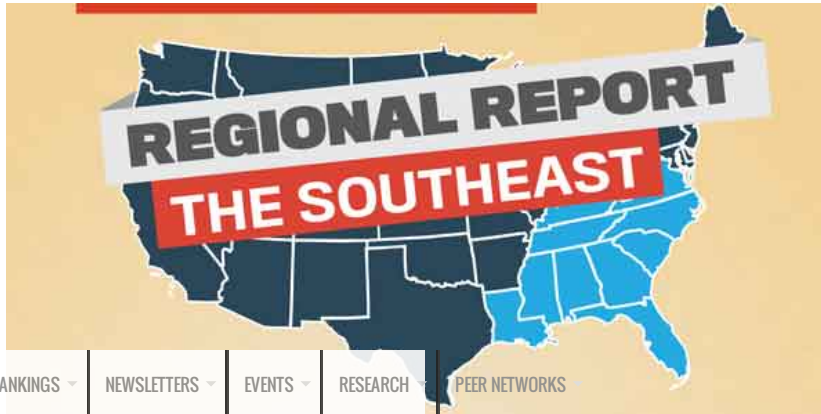 REGIONAL REPORT
THE SOUTHEAST
ANKINGS NEWSLETTERS EVENTS RESEARCH PEER NETWORKS